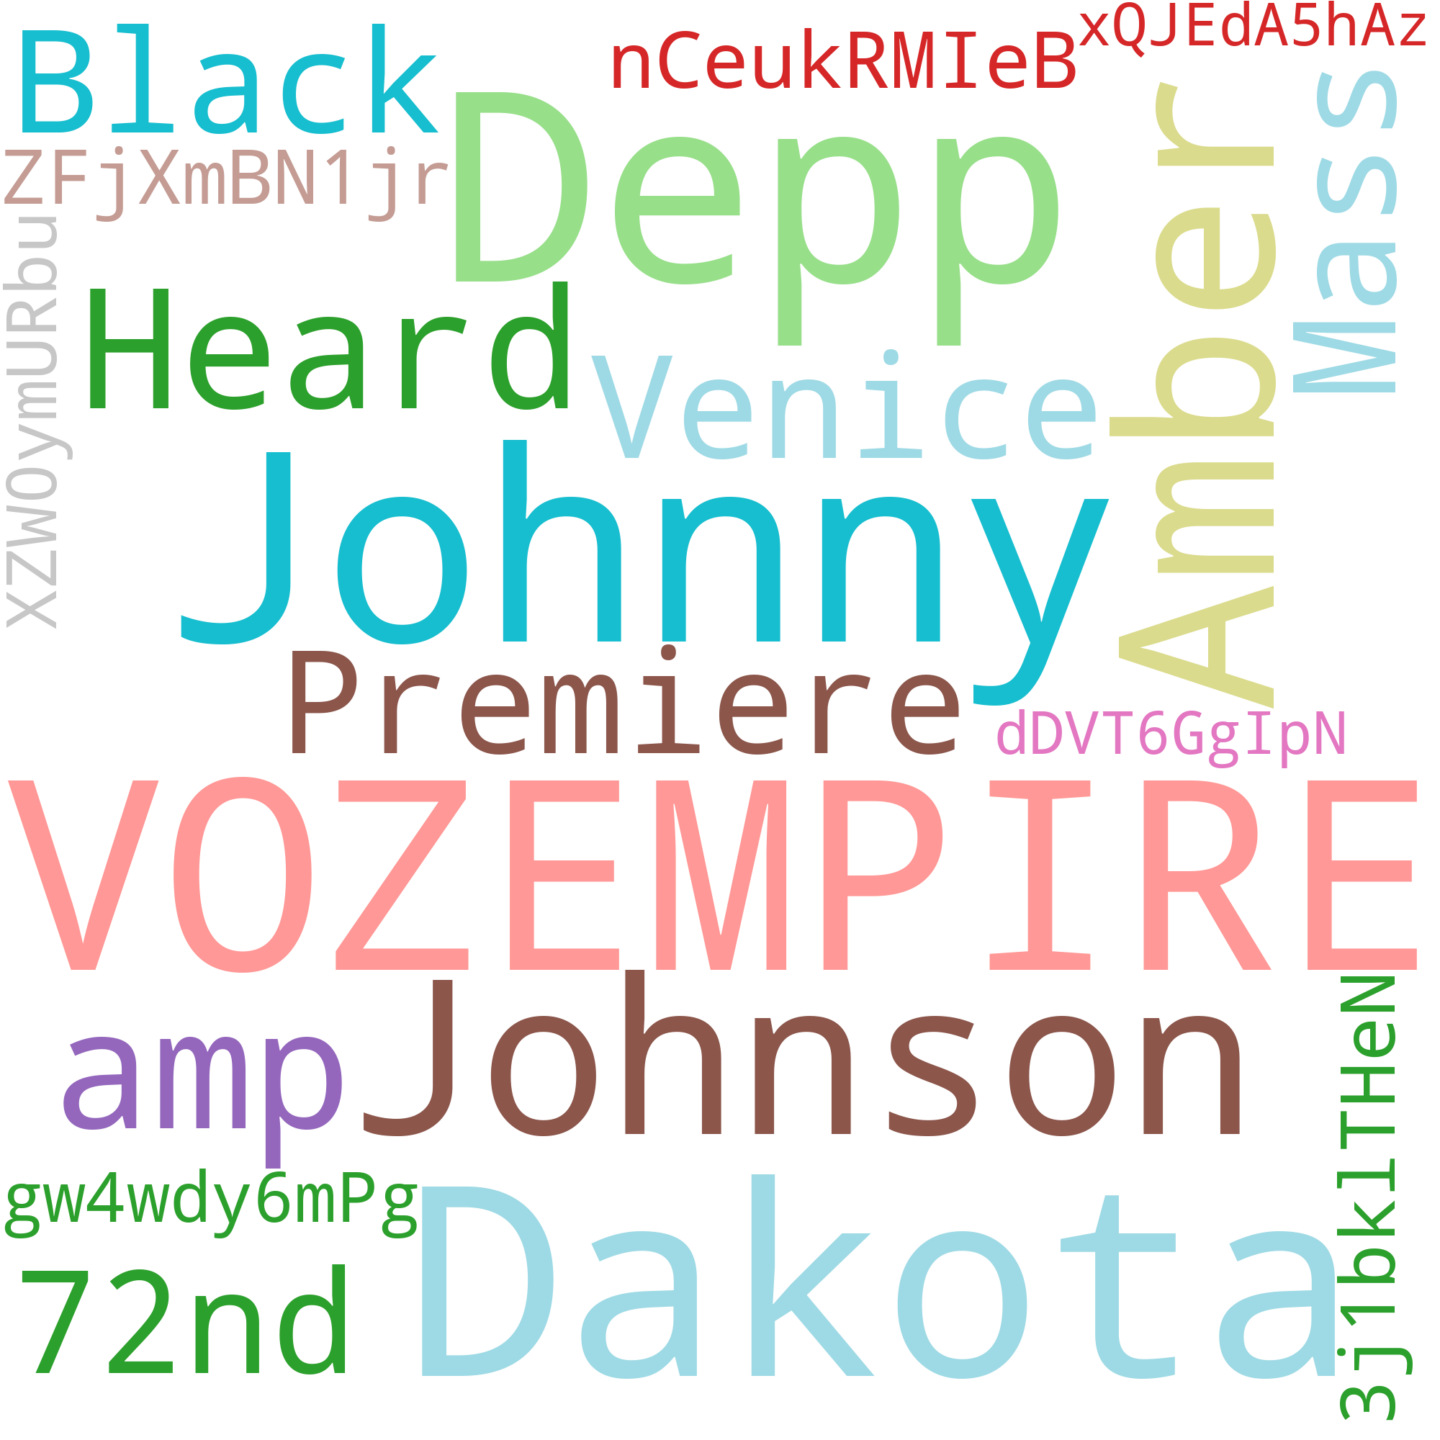 xQJEdA5hAz
nCeukRMIeB
Black
Depp
Mass
Amber
ZFjXmBN1jr
XZW0ymURbu
Heard
Venice
Johnny
Premiere
dDVT6GgIpN
VOZEMPIRE
Johnson
amp
3j1bklTHeN
gw4wdy6mPg
Dakota
72nd